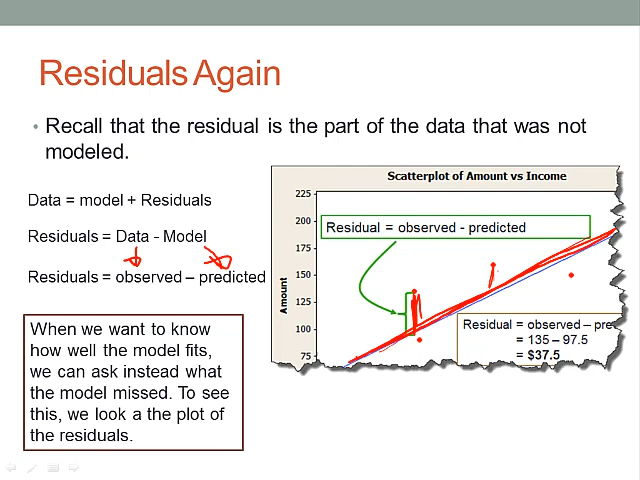 Residuals Again
• Recall that the residual is the part of the data that was not
modeled.
Data = model + Residuals
Residuals = Data - Model
Residuals = observed – predicted
When we want to know
how well the model fits,
we can ask instead what
the model missed. To see
this, we look a the plot of
the residuals.
Scatterplot of Amount vs Income
225
200
175
150
125
100
75
Amount
Residual = observed - predicted
Residual = observed – pre
= 135 – 97.5
= $37.5